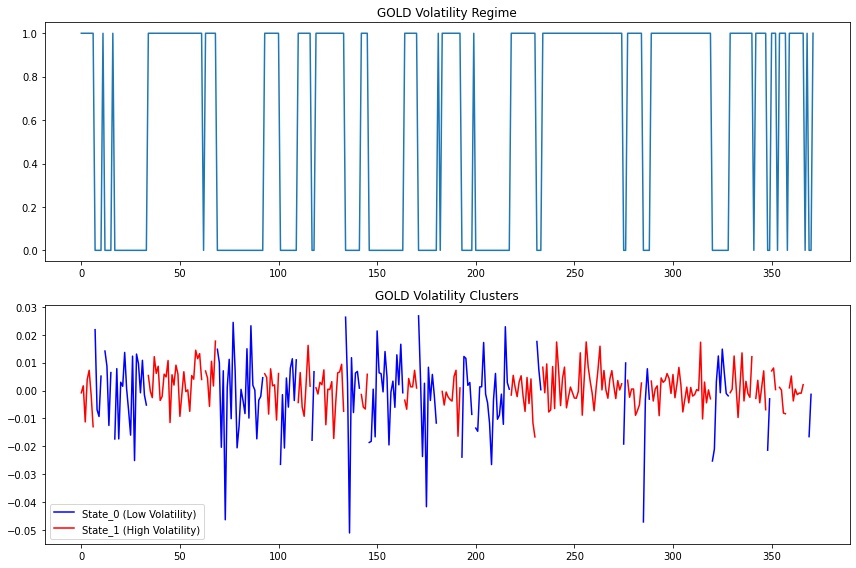 GOLD Volatility Regime
1.0
0.8
0.6
0.4
0.2
0.0
0 50 100 150 200 250 300 350
GOLD Volatility Clusters
0.03
0.02
0.01
0.00
−0.01
−0.02
−0.03
−0.04
−0.05
State_0 (Low Volatility)
State_1 (High Volatility)
0 50 100 150 200 250 300 350